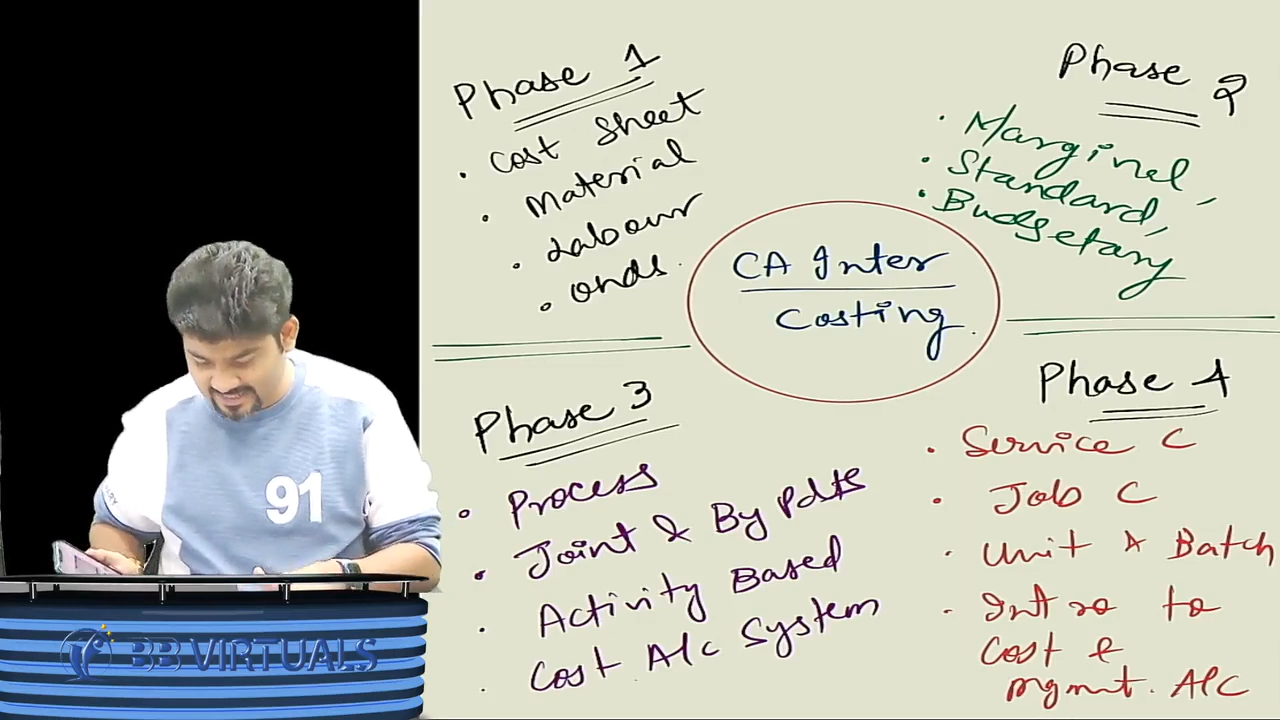 Phase 1
• Cost Sheet
• Material
• Labour
• OHDs.
Phase 2
• Marginal,
• Standard,
• Budgetary
CA Inter
Costing.
Phase 3
• Process
• Joint & By Pdts
• Activity Based
• Cost A/c System
Phase 4
• Service C
• Job C
• Unit & Batch
• Intro to
Cost &
Mgmt. A/C
91
BB VIRTUALS